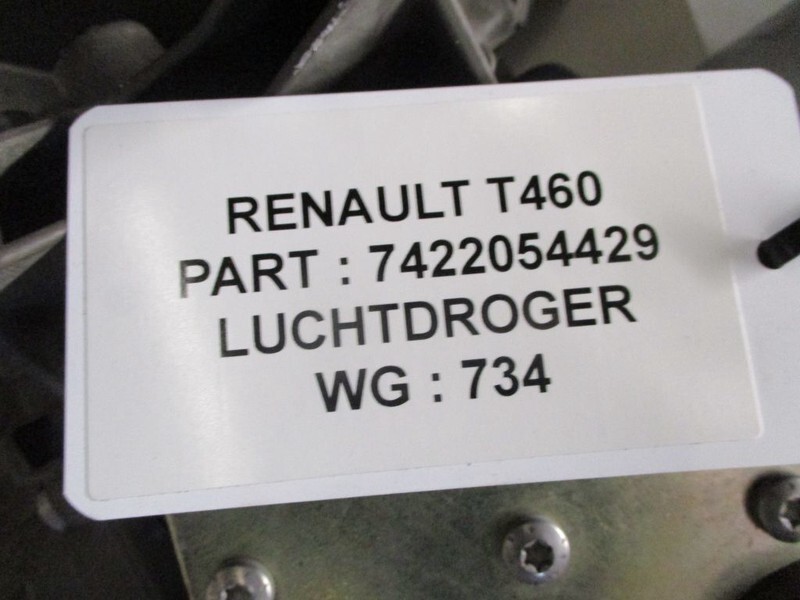 RENAULT T460
PART : 7422054429
LUCHTDROGER
WG : 734